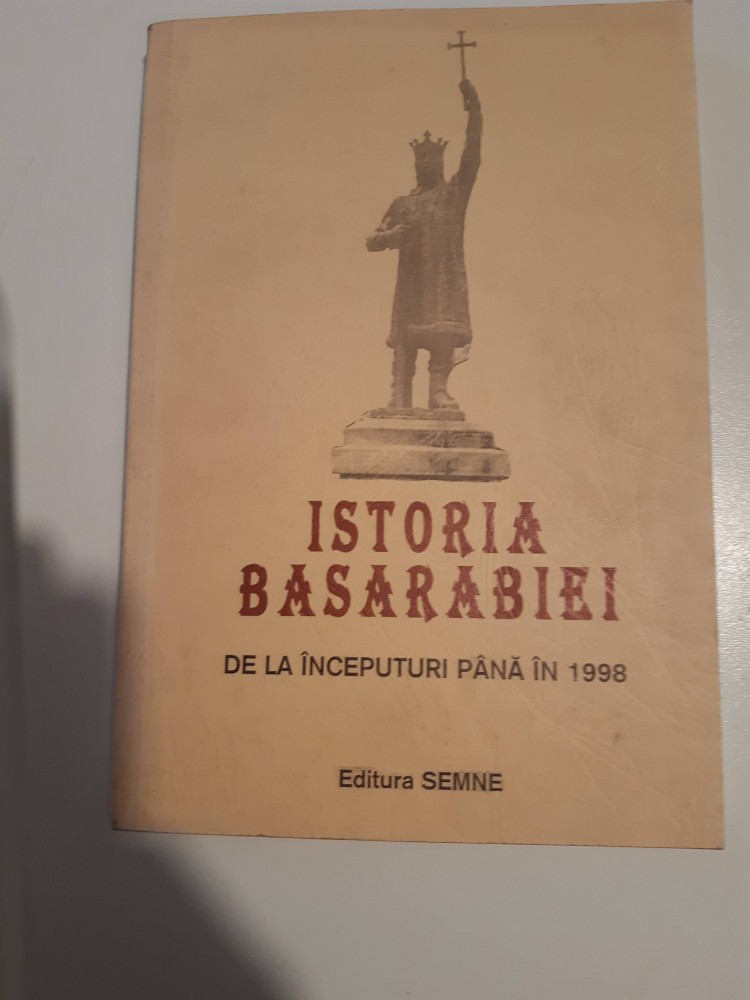 ISTORIA
BASARABIEI
DE LA ÎNCEPUTURI PÂNĂ ÎN 1998
Editura SEMNE